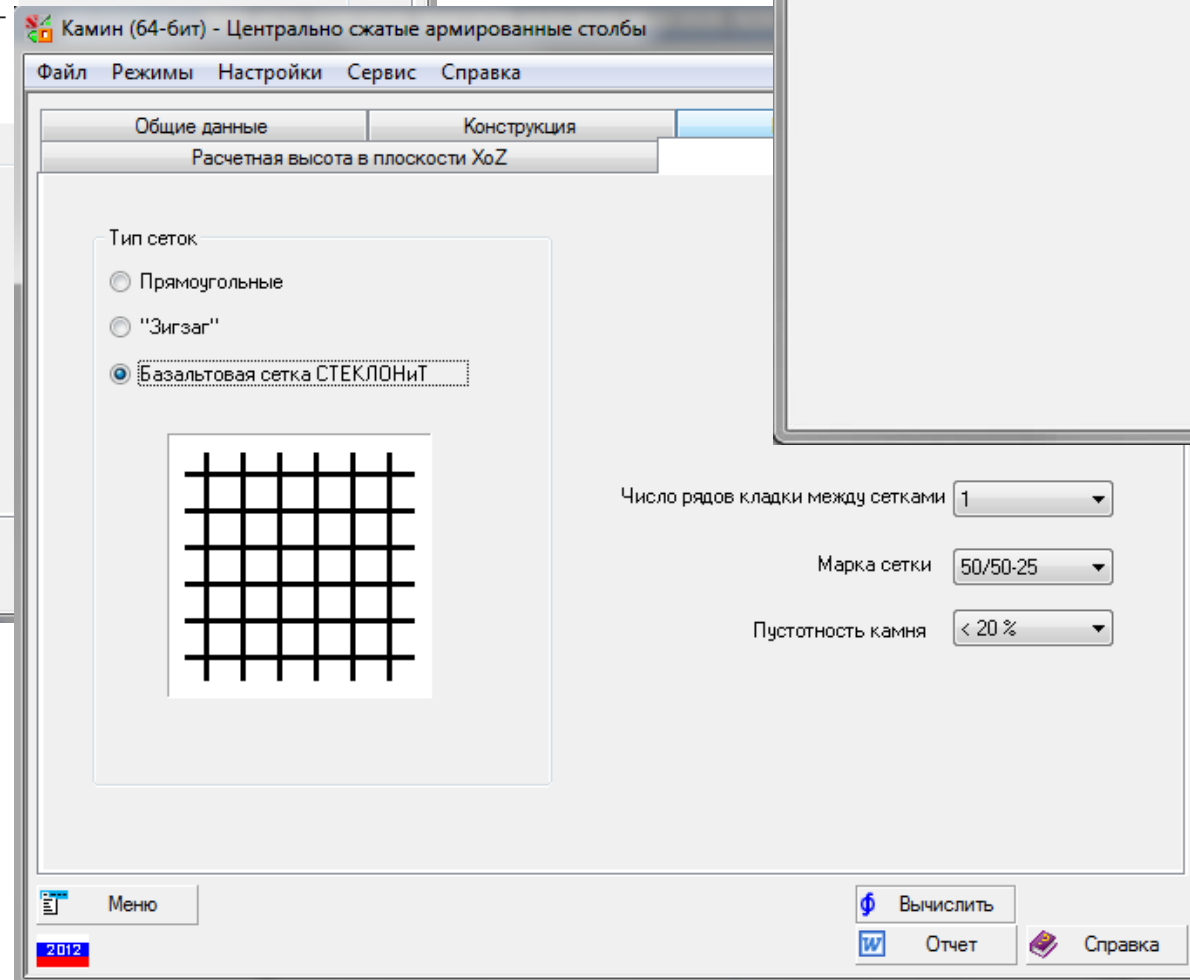 Камин (64-бит) - Центрально сжатые армированные столбы
Файл Режимы Настройки Сервис Справка
Общие данные Конструкция
Расчетная высота в плоскости XoZ
Тип сеток
Прямоугольные
"Зигзаг"
Базальтовая сетка СТЕКЛОНиТ
Число рядов кладки между сетками 1
Марка сетки 50/50-25
Пустотность камня < 20 %
Меню Вычислить
2012 W Отчет Справка